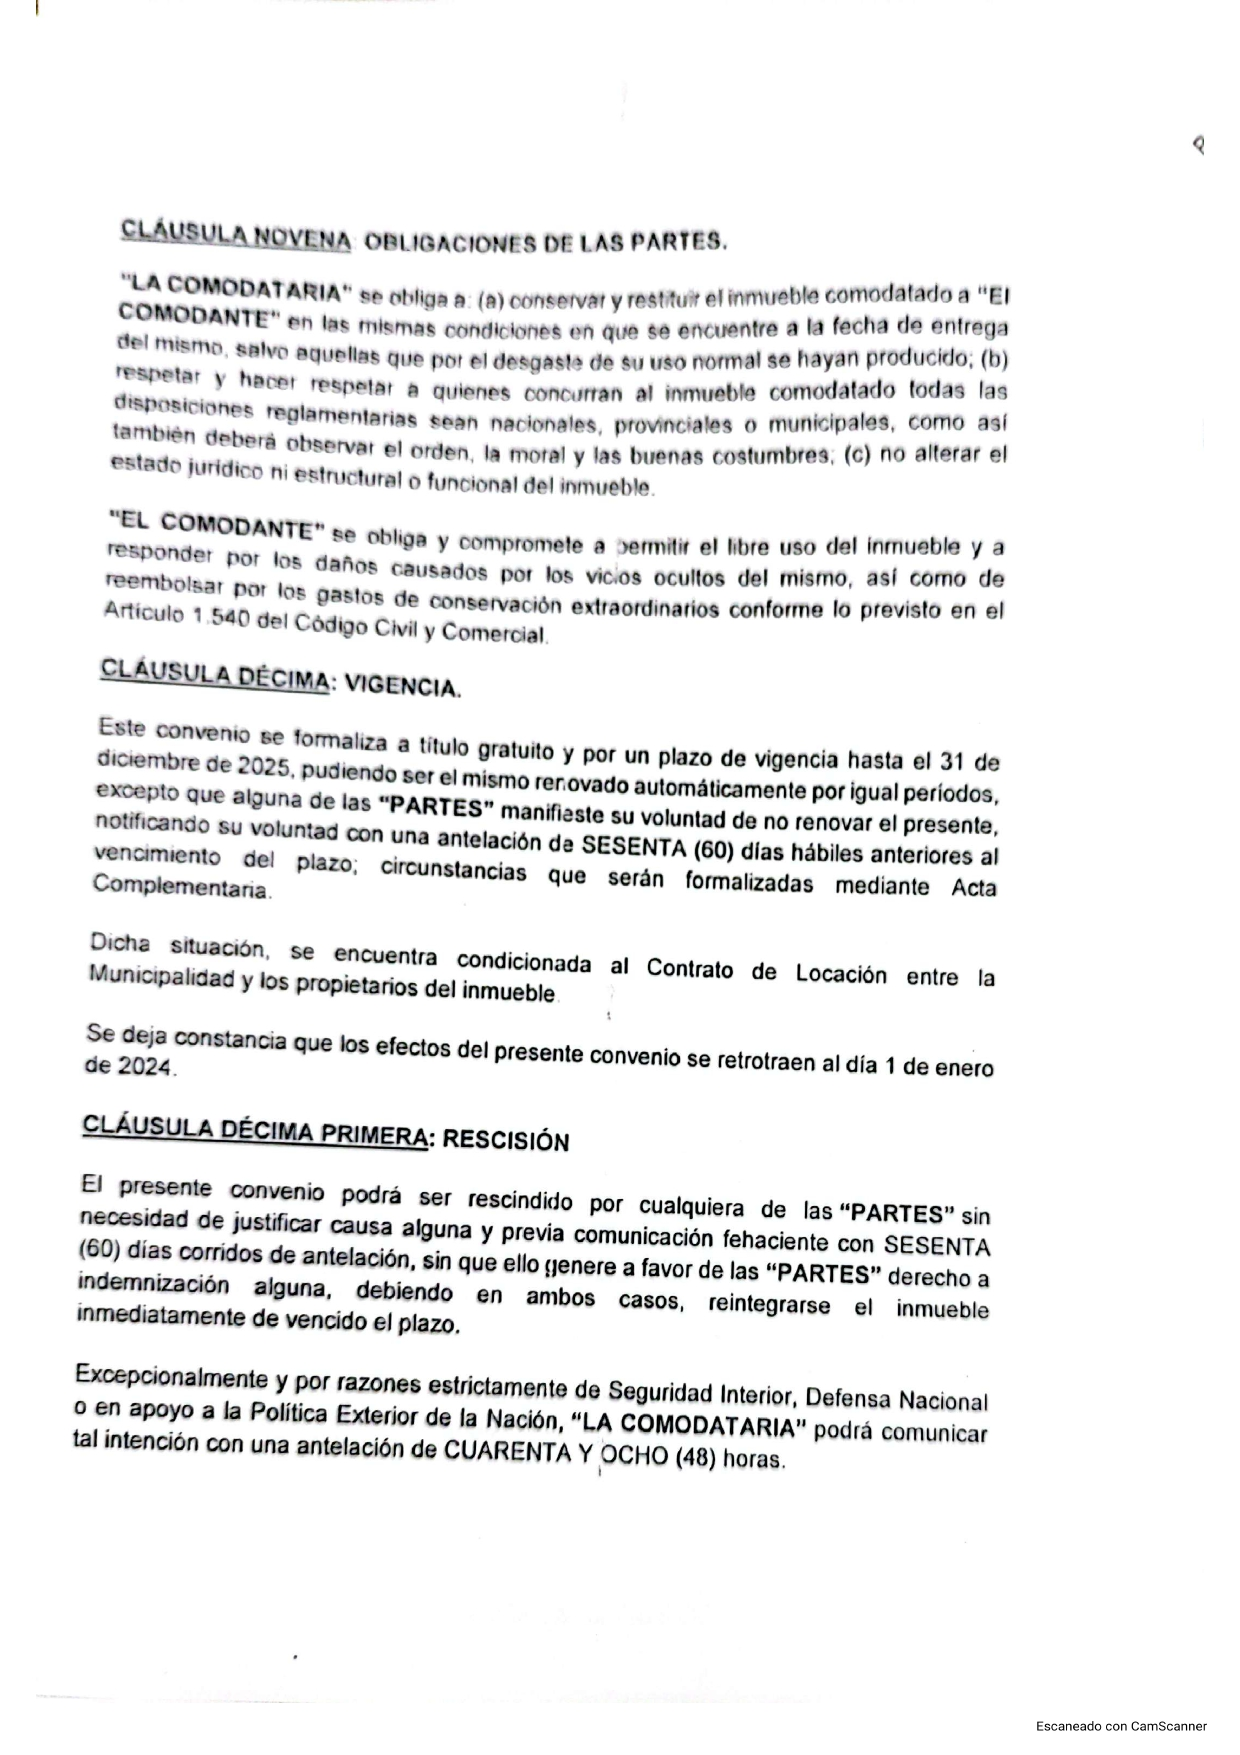 CLÁUSULA NOVENA: OBLIGACIONES DE LAS PARTES.
"LA COMODATARIA" se obliga a: (a) conservar y restituir el inmueble comodatado a "El
COMODANTE" en las mismas condiciones en que se encuentre a la fecha de entrega
del mismo, salvo aquellas que por el desgaste de su uso normal se hayan producido; (b)
respetar y hacer respetar a quienes concurran al inmueble comodatado todas las
disposiciones reglamentarias sean nacionales, provinciales o municipales, como así
también deberá observar el orden, la moral y las buenas costumbres; (c) no alterar el
estado jurídico ni estructural o funcional del inmueble.
"EL COMODANTE" se obliga y compromete a permitir el libre uso del inmueble y a
responder por los daños causados por los vicios ocultos del mismo, así como de
reembolsar por los gastos de conservación extraordinarios conforme lo previsto en el
Artículo 1.540 del Código Civil y Comercial.
CLÁUSULA DÉCIMA: VIGENCIA.
Este convenio se formaliza a título gratuito y por un plazo de vigencia hasta el 31 de
diciembre de 2025, pudiendo ser el mismo renovado automáticamente por igual períodos,
excepto que alguna de las "PARTES" manifieste su voluntad de no renovar el presente,
notificando su voluntad con una antelación de SESENTA (60) días hábiles anteriores al
vencimiento del plazo; circunstancias que serán formalizadas mediante Acta
Complementaria.
Dicha situación, se encuentra condicionada al Contrato de Locación entre la
Municipalidad y los propietarios del inmueble.
Se deja constancia que los efectos del presente convenio se retrotraen al día 1 de enero
de 2024.
CLÁUSULA DÉCIMA PRIMERA: RESCISIÓN
El presente convenio podrá ser rescindido por cualquiera de las "PARTES" sin
necesidad de justificar causa alguna y previa comunicación fehaciente con SESENTA
(60) días corridos de antelación, sin que ello genere a favor de las "PARTES" derecho a
indemnización alguna, debiendo en ambos casos, reintegrarse el inmueble
inmediatamente de vencido el plazo.
Excepcionalmente y por razones estrictamente de Seguridad Interior, Defensa Nacional
o en apoyo a la Política Exterior de la Nación, "LA COMODATARIA" podrá comunicar
tal intención con una antelación de CUARENTA Y OCHO (48) horas.
Escaneado con CamScanner